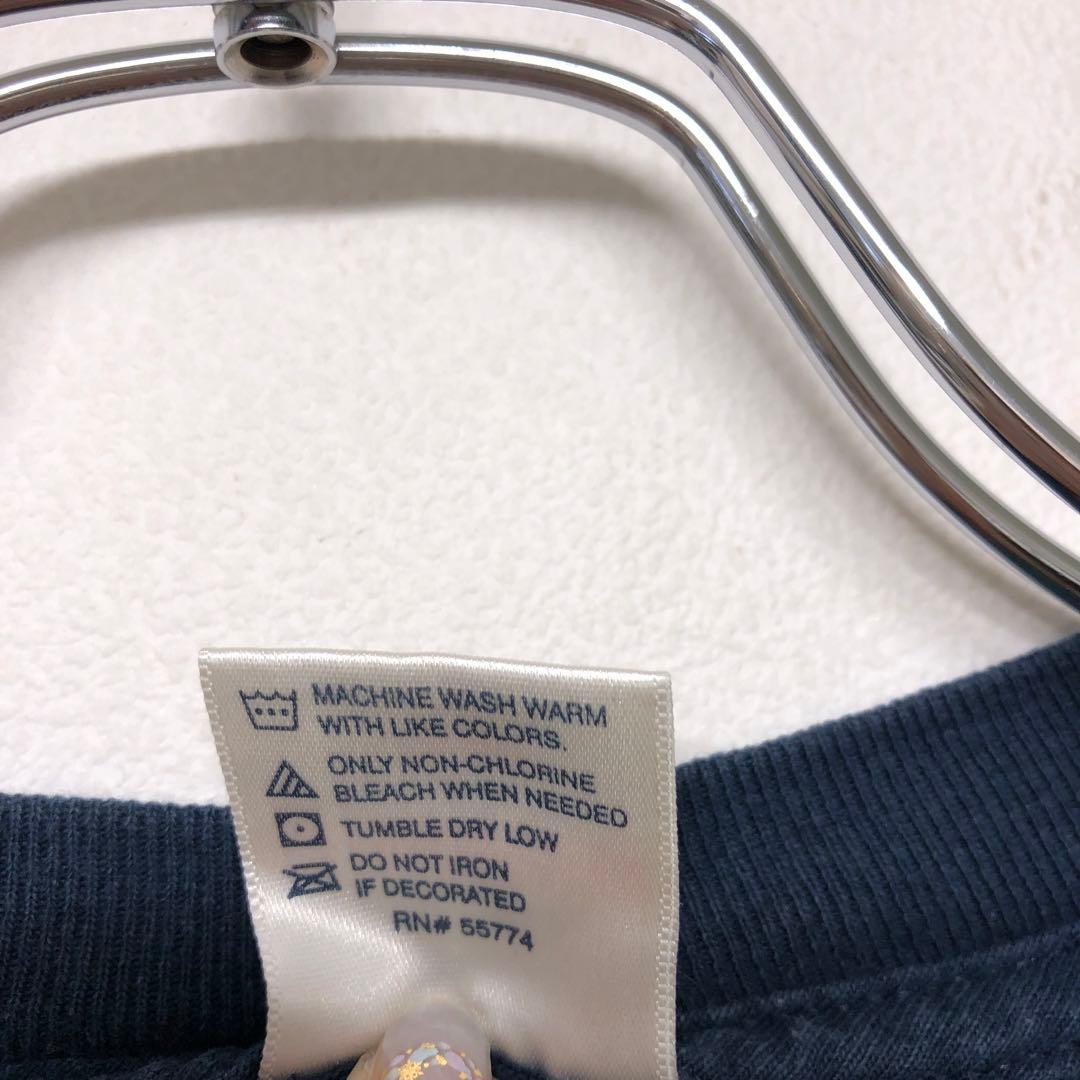 MACHINE WASH WARM
WITH LIKE COLORS.
ONLY NON-CHLORINE
BLEACH WHEN NEEDED
TUMBLE DRY LOW
DO NOT IRON
IF DECORATED
RN# 55774